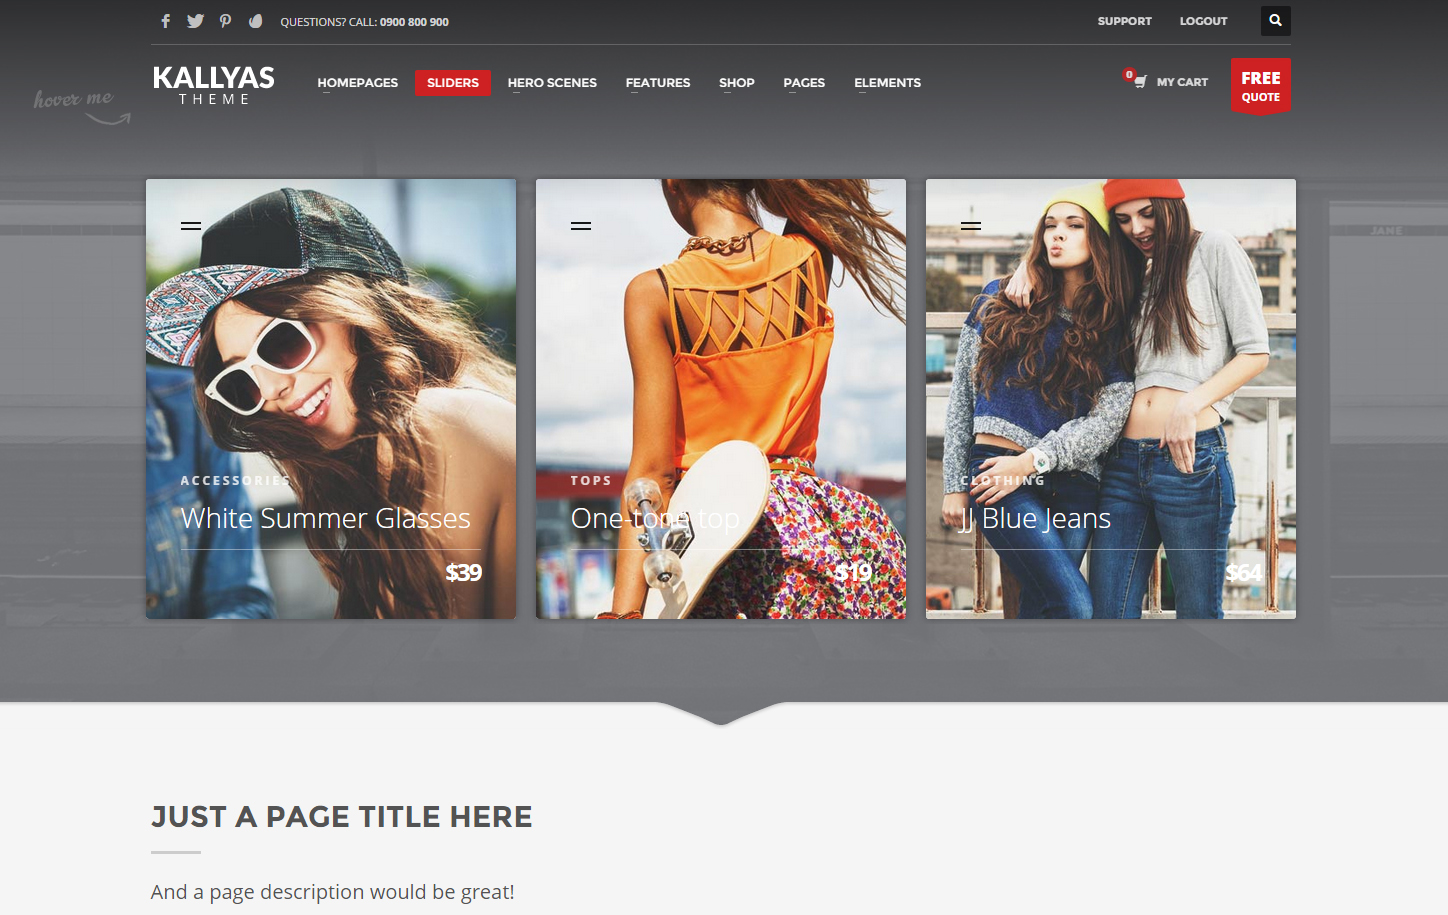 QUESTIONS? CALL: 0900 800 900
SUPPORT
LOGOUT
hover me
KALLYAS
THEME
HOMEPAGES
SLIDERS
HERO SCENES
FEATURES
SHOP
PAGES
ELEMENTS
0
MY CART
FREE
QUOTE
JANE
ACCESSORIES
White Summer Glasses
$39
TOPS
One-tone top
$19
CLOTHING
JJ Blue Jeans
$64
JUST A PAGE TITLE HERE
And a page description would be great!